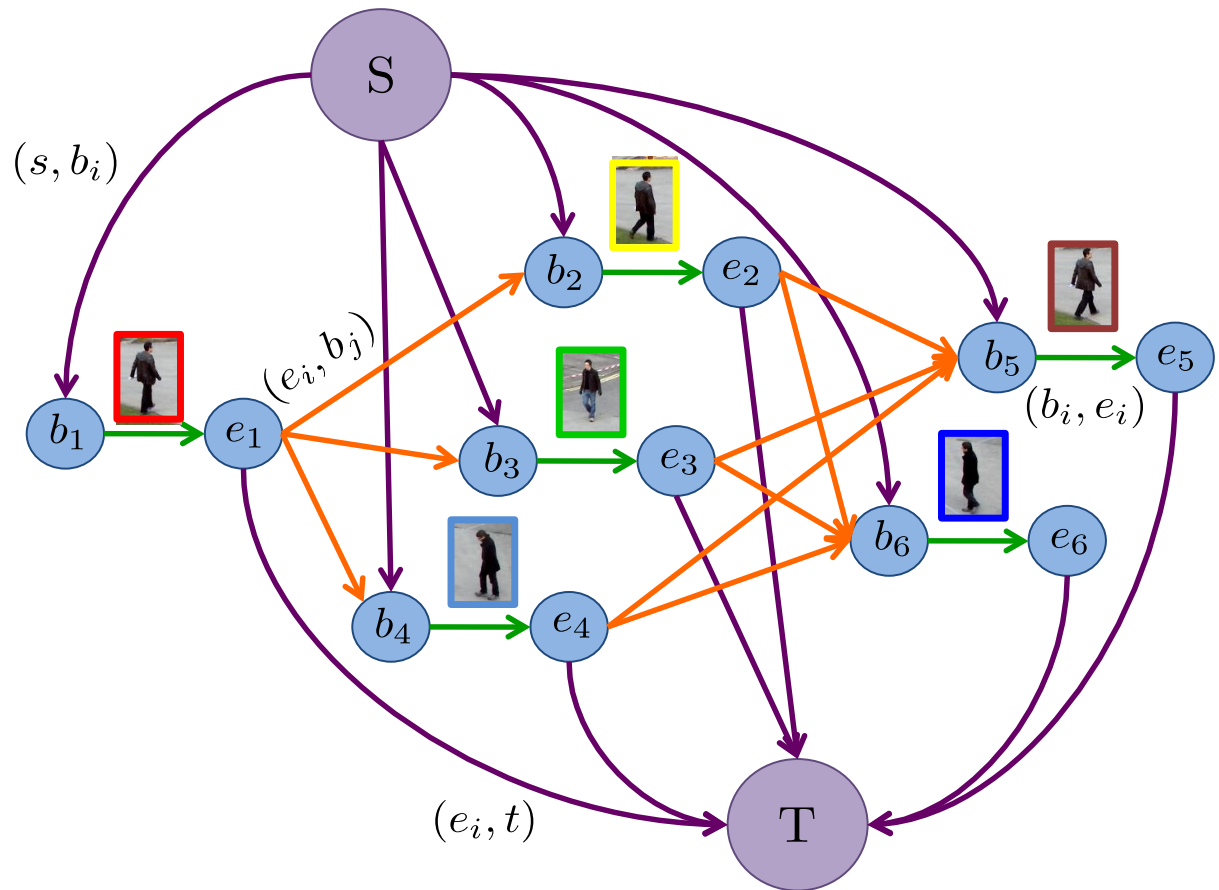 S
(s, b_i)
b_2
e_2
(e_i, b_j)
b_5
e_5
(b_i, e_i)
b_1
e_1
b_3
e_3
b_6
e_6
b_4
e_4
(e_i, t)
T